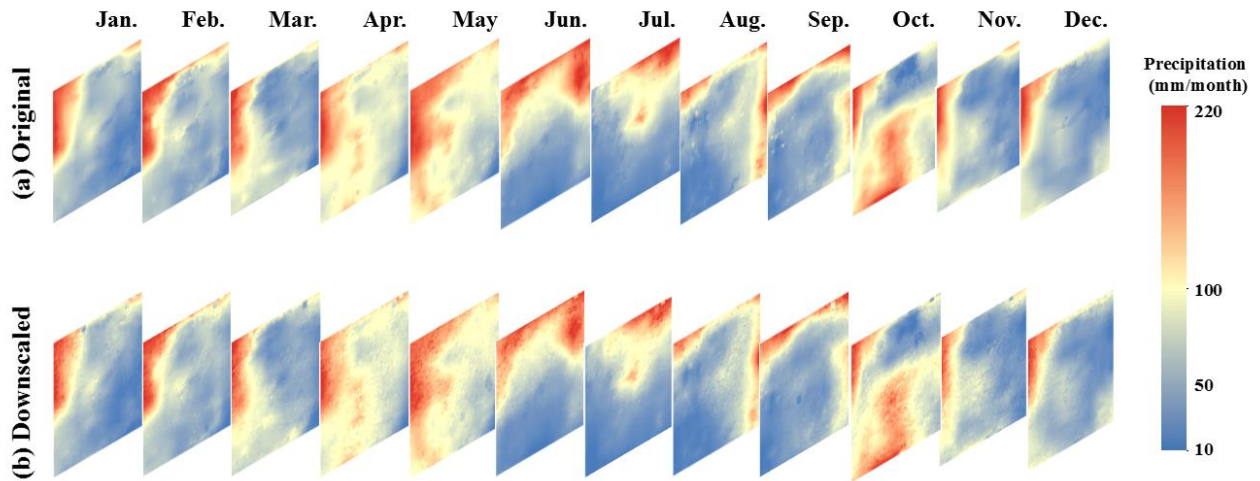 Jan. Feb. Mar. Apr. May Jun. Jul. Aug. Sep. Oct. Nov. Dec.
(a) Original
Precipitation
(mm/month)
220
100
50
10
(b) Downscaled